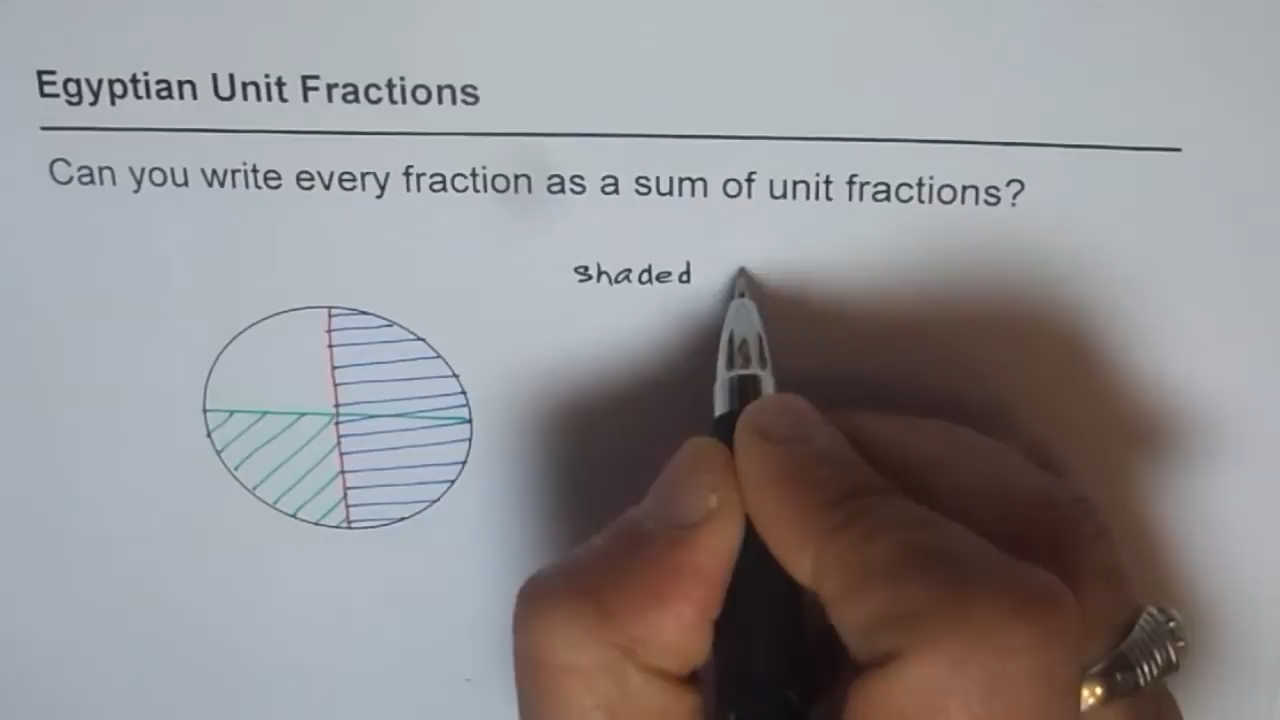 Egyptian Unit Fractions
Can you write every fraction as a sum of unit fractions?
shaded